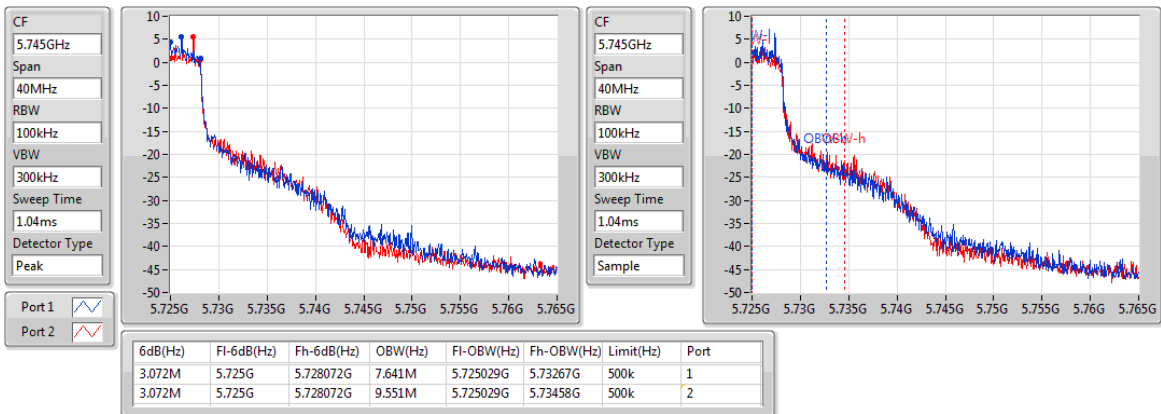 CF
5.745GHz
Span
40MHz
RBW
100kHz
VBW
300kHz
Sweep Time
1.04ms
Detector Type
Peak
Port 1
Port 2
10
5
0
-5
-10
-15
-20
-25
-30
-35
-40
-45
-50
5.725G 5.73G 5.735G 5.74G 5.745G 5.75G 5.755G 5.76G 5.765G
CF
5.745GHz
Span
40MHz
RBW
100kHz
VBW
300kHz
Sweep Time
1.04ms
Detector Type
Sample
10
5
0
-5
-10
-15
-20
-25
-30
-35
-40
-45
-50
W-l
OBW-h
5.725G 5.73G 5.735G 5.74G 5.745G 5.75G 5.755G 5.76G 5.765G
6dB(Hz) Fl-6dB(Hz) Fh-6dB(Hz) OBW(Hz) Fl-OBW(Hz) Fh-OBW(Hz) Limit(Hz) Port
3.072M 5.725G 5.728072G 7.641M 5.725029G 5.73267G 500k 1
3.072M 5.725G 5.728072G 9.551M 5.725029G 5.73458G 500k 2